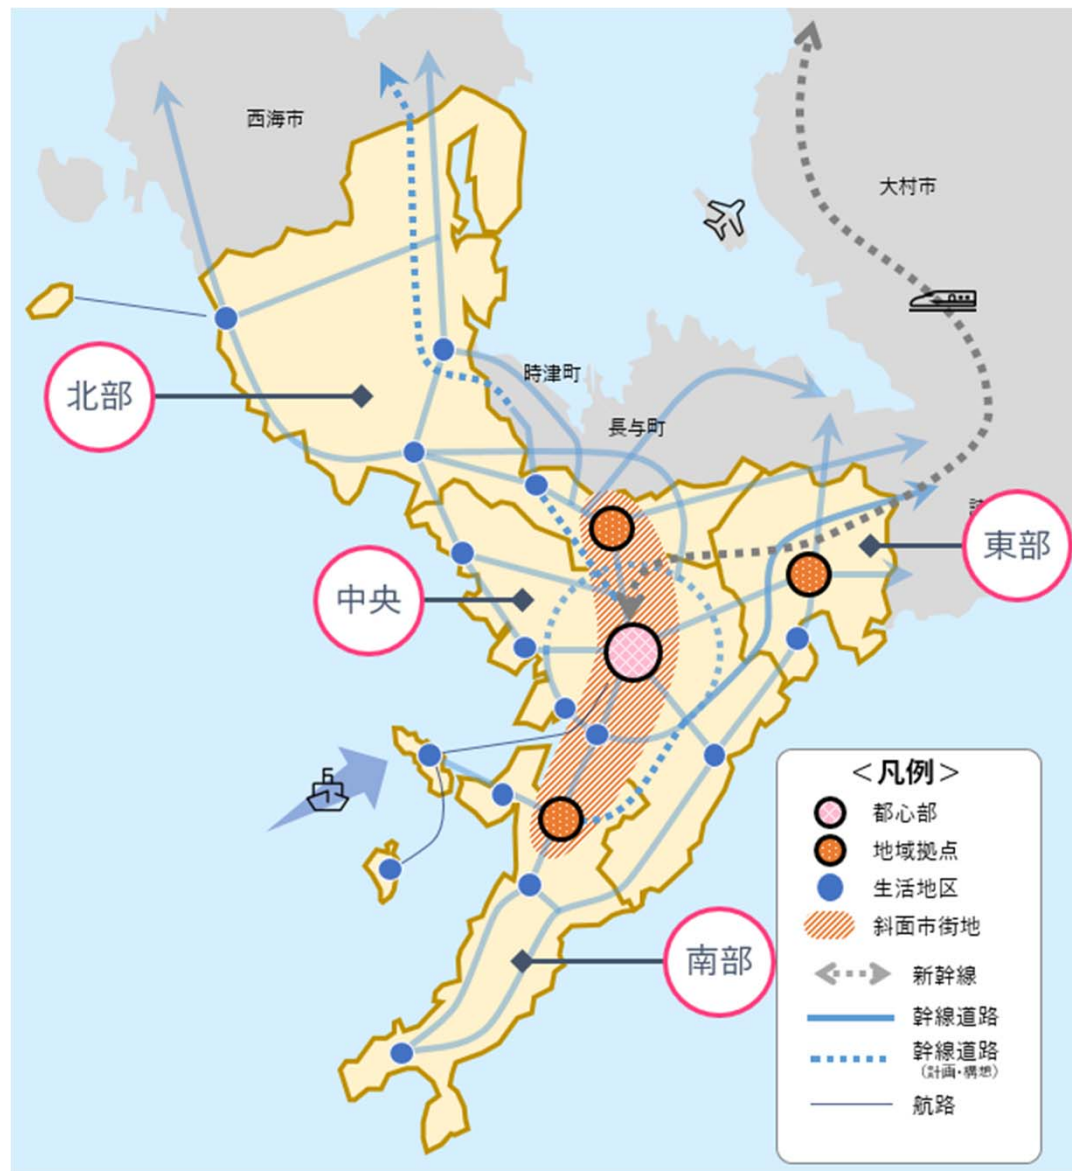 西海市
大村市
時津町
長与町
北部
東部
中央
南部
＜凡例＞
都心部
地域拠点
生活地区
斜面市街地
新幹線
幹線道路
幹線道路
（計画・構想）
航路